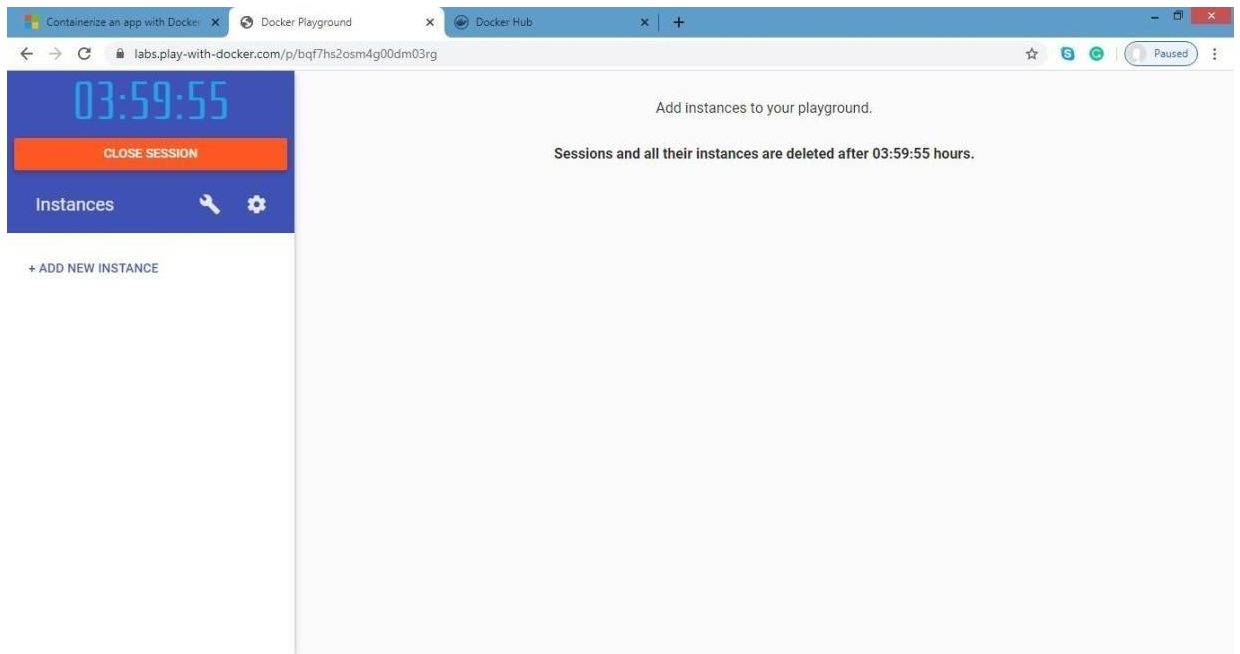 Containerize an app with Docker
Docker Playground
Docker Hub
labs.play-with-docker.com/p/bqf7hs2osm4g00dm03rg
Paused
03:59:55
CLOSE SESSION
Instances
+ ADD NEW INSTANCE
Add instances to your playground.
Sessions and all their instances are deleted after 03:59:55 hours.